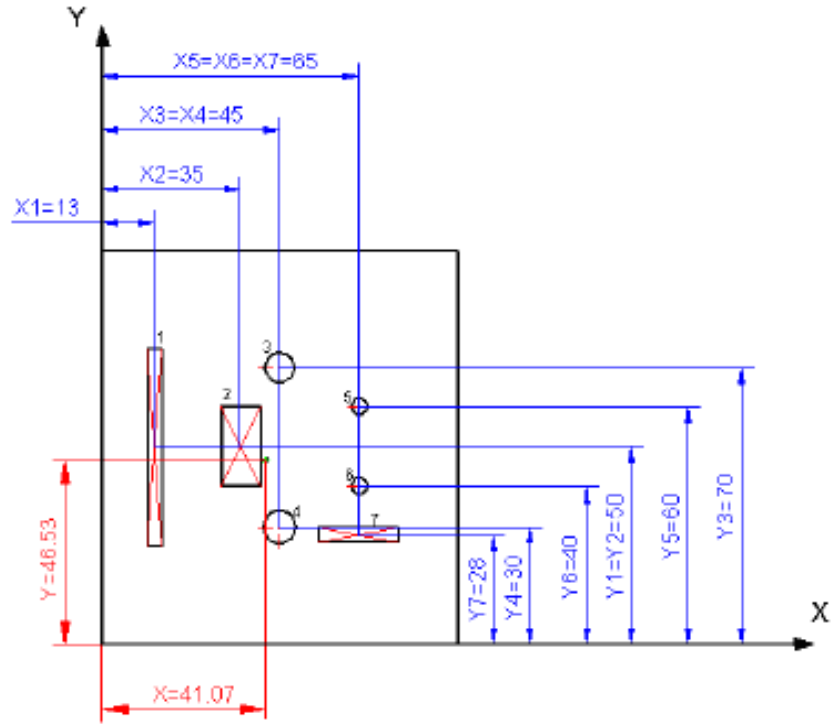 Y
X5=X6=X7=65
X3=X4=45
X2=35
X1=13
1
3
2
5
6
4
7
Y=46.53
Y7=28
Y4=30
Y6=40
Y1=Y2=50
Y5=60
Y3=70
X
X=41.07